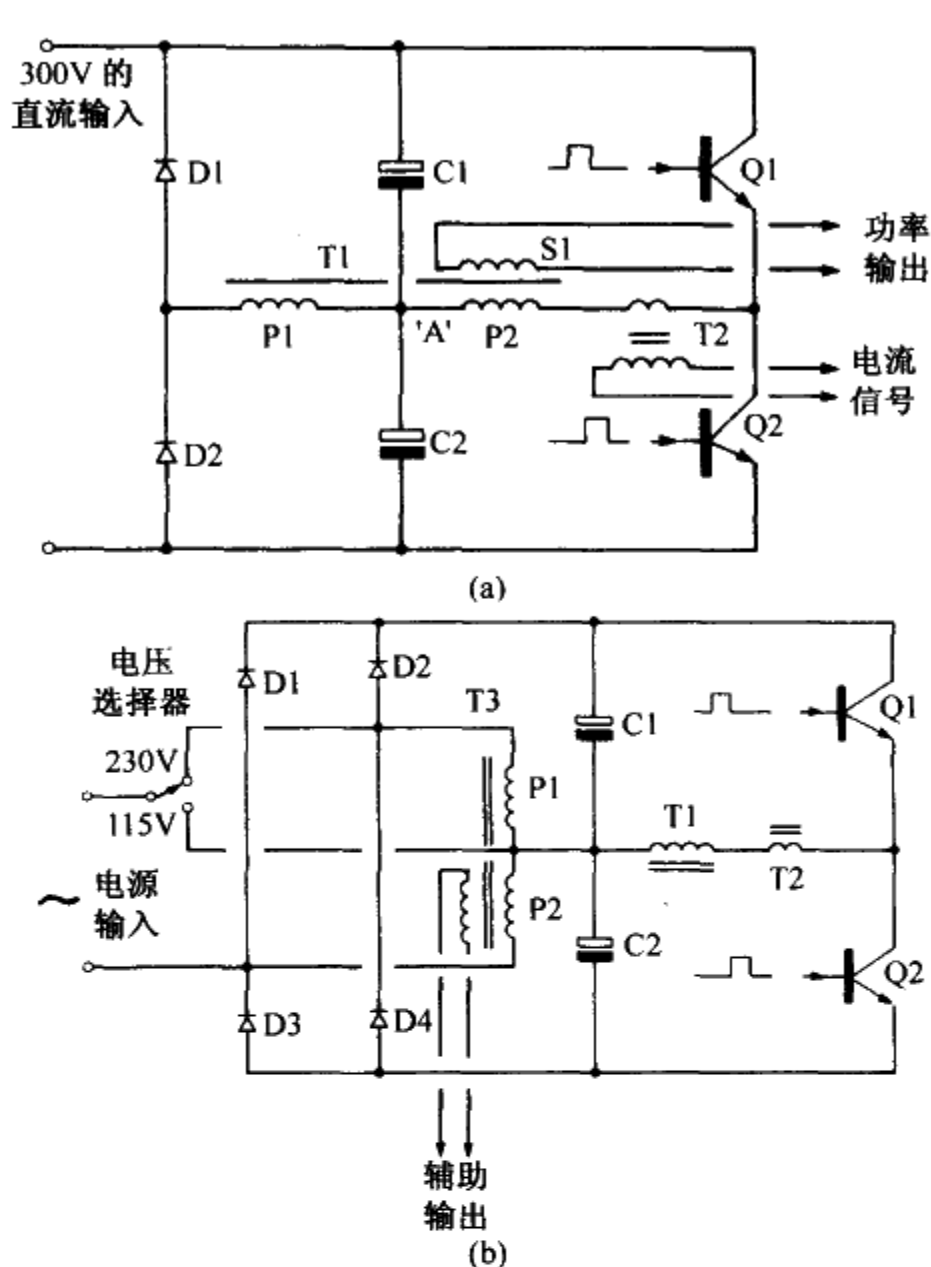 300V 的
直流输入
D1
C1
Q1
T1
S1
功率
输出
P1
'A'
P2
T2
电流
信号
D2
C2
Q2
(a)
电压
选择器
D1
D2
T3
C1
Q1
230V
P1
115V
T1
T2
~ 电源
输入
P2
C2
Q2
D3
D4
辅助
输出
(b)